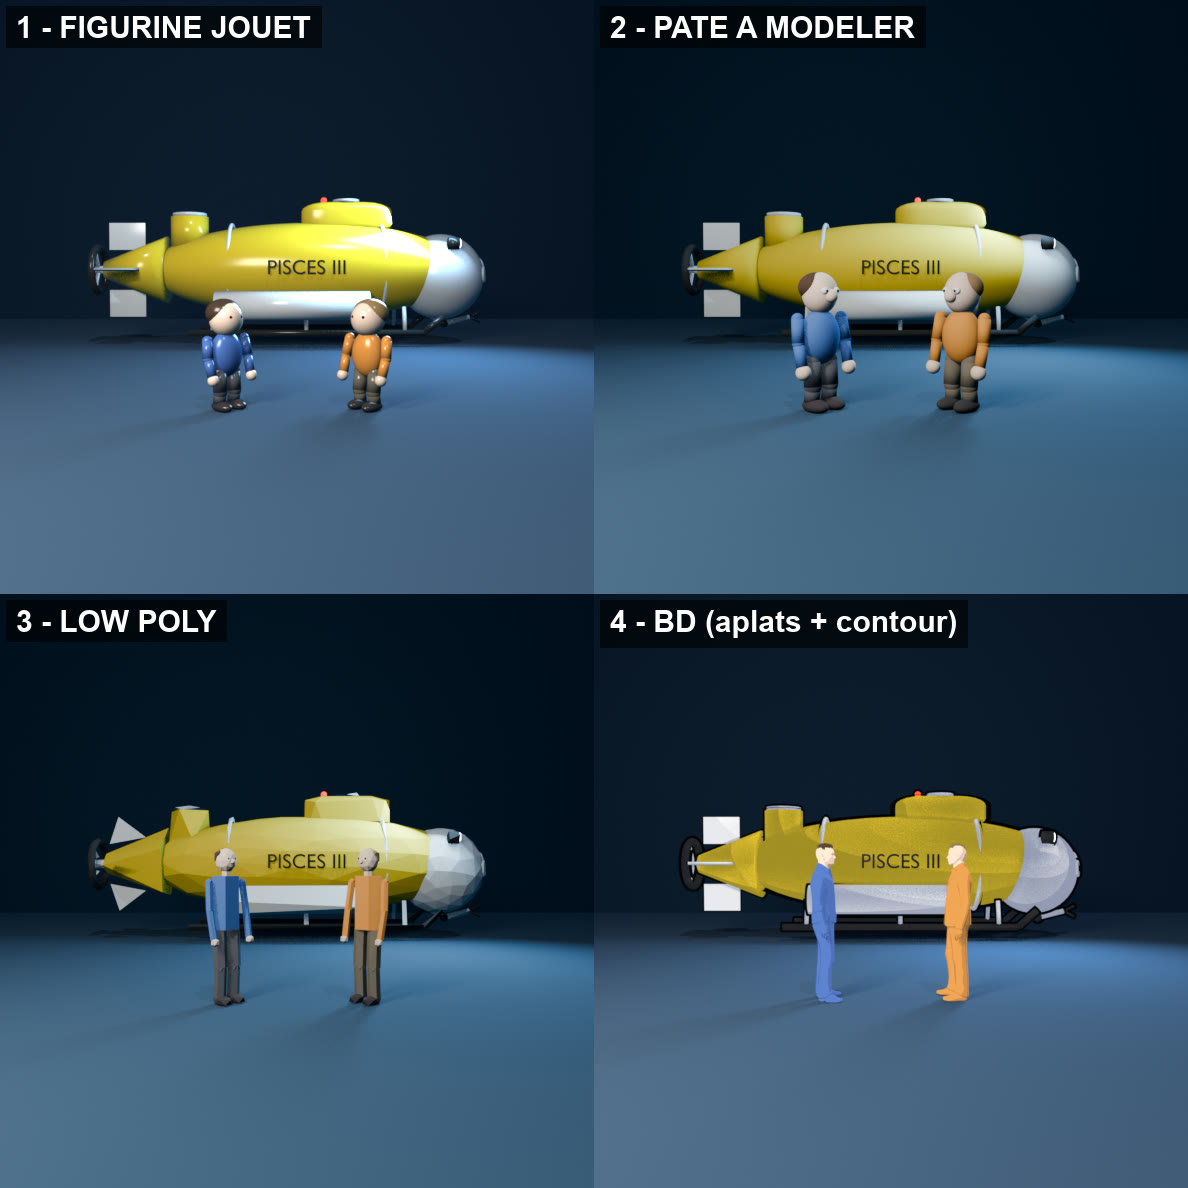 1 - FIGURINE JOUET
2 - PATE A MODELER
PISCES III
PISCES III
3 - LOW POLY
4 - BD (aplats + contour)
PISCES III
PISCES III